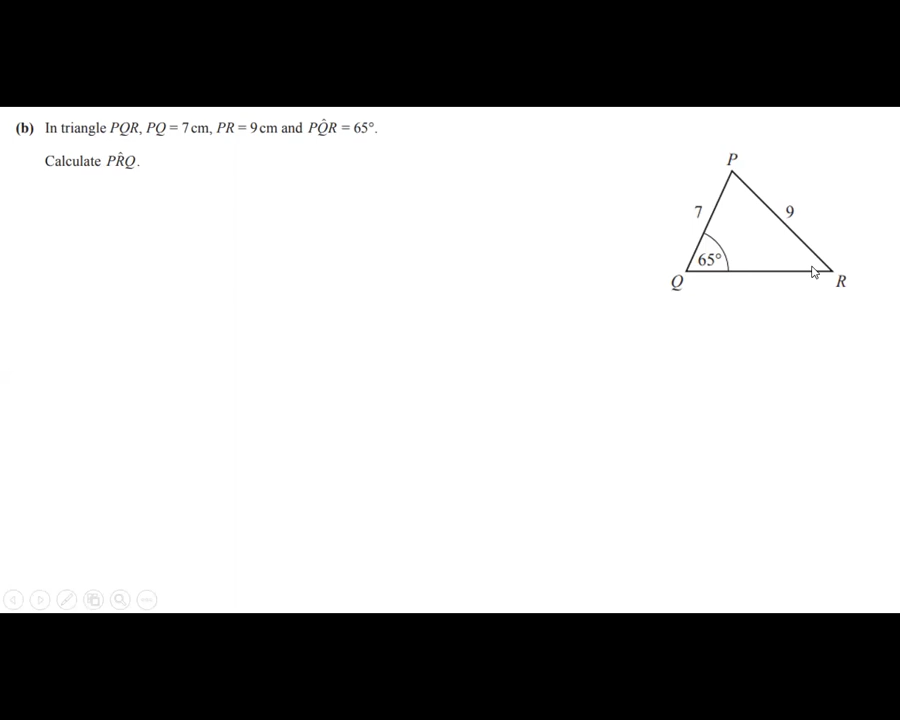 (b) In triangle PQR, PQ = 7 cm, PR = 9 cm and PQ̂R = 65°.
Calculate PR̂Q.
P
7
9
65°
Q
R